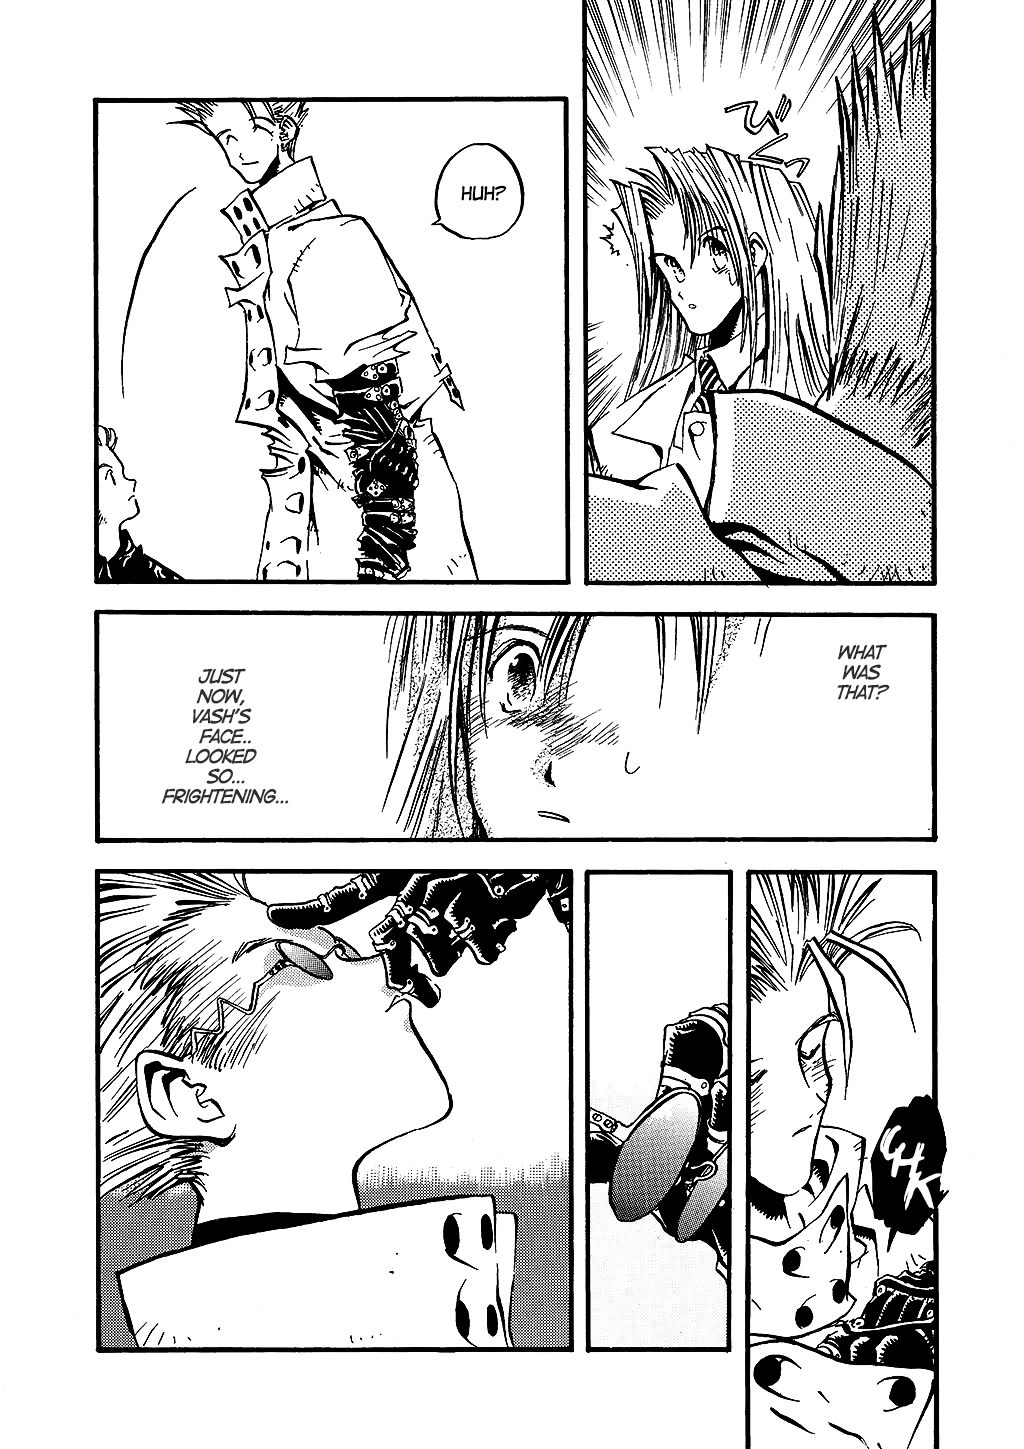 びくっ
HUH?
WHAT
WAS
THAT?
JUST
NOW,
VASH'S
FACE..
LOOKED
SO...
FRIGHTENING...
CHK